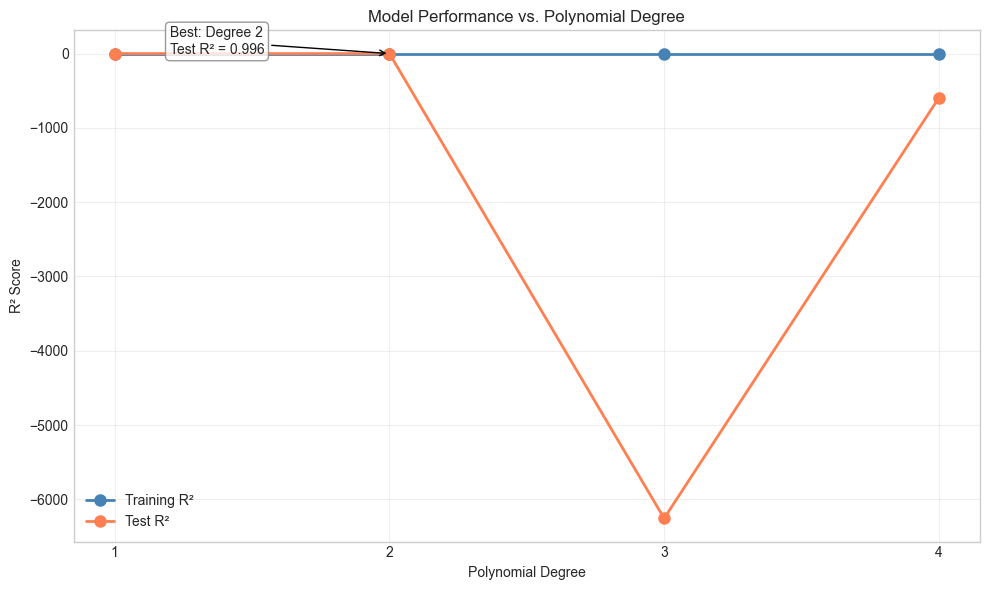 Model Performance vs. Polynomial Degree
Best: Degree 2
Test R² = 0.996
0
−1000
−2000
−3000
−4000
−5000
−6000
R² Score
Training R²
Test R²
1 2 3 4
Polynomial Degree